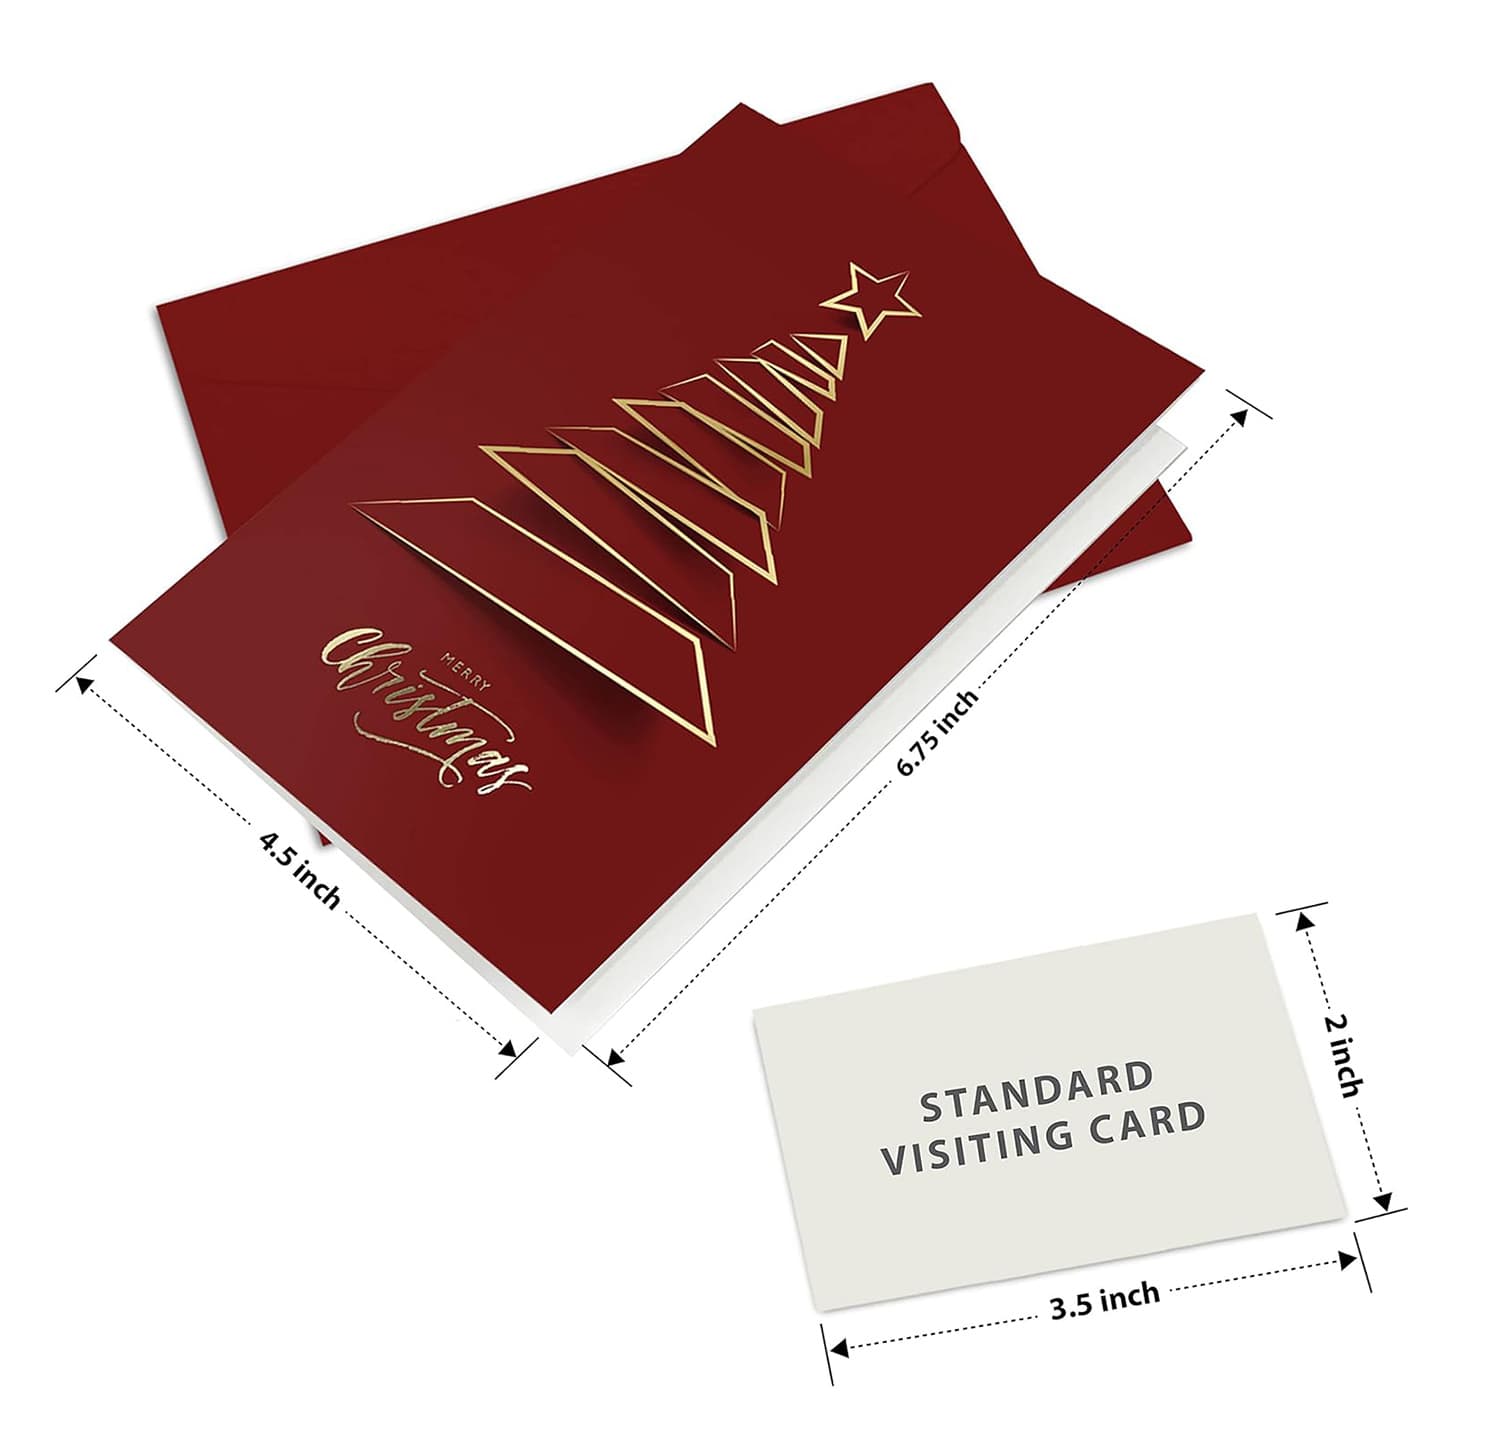 MERRY
Christmas
4.5 inch
6.75 inch
STANDARD
VISITING CARD
2 inch
3.5 inch